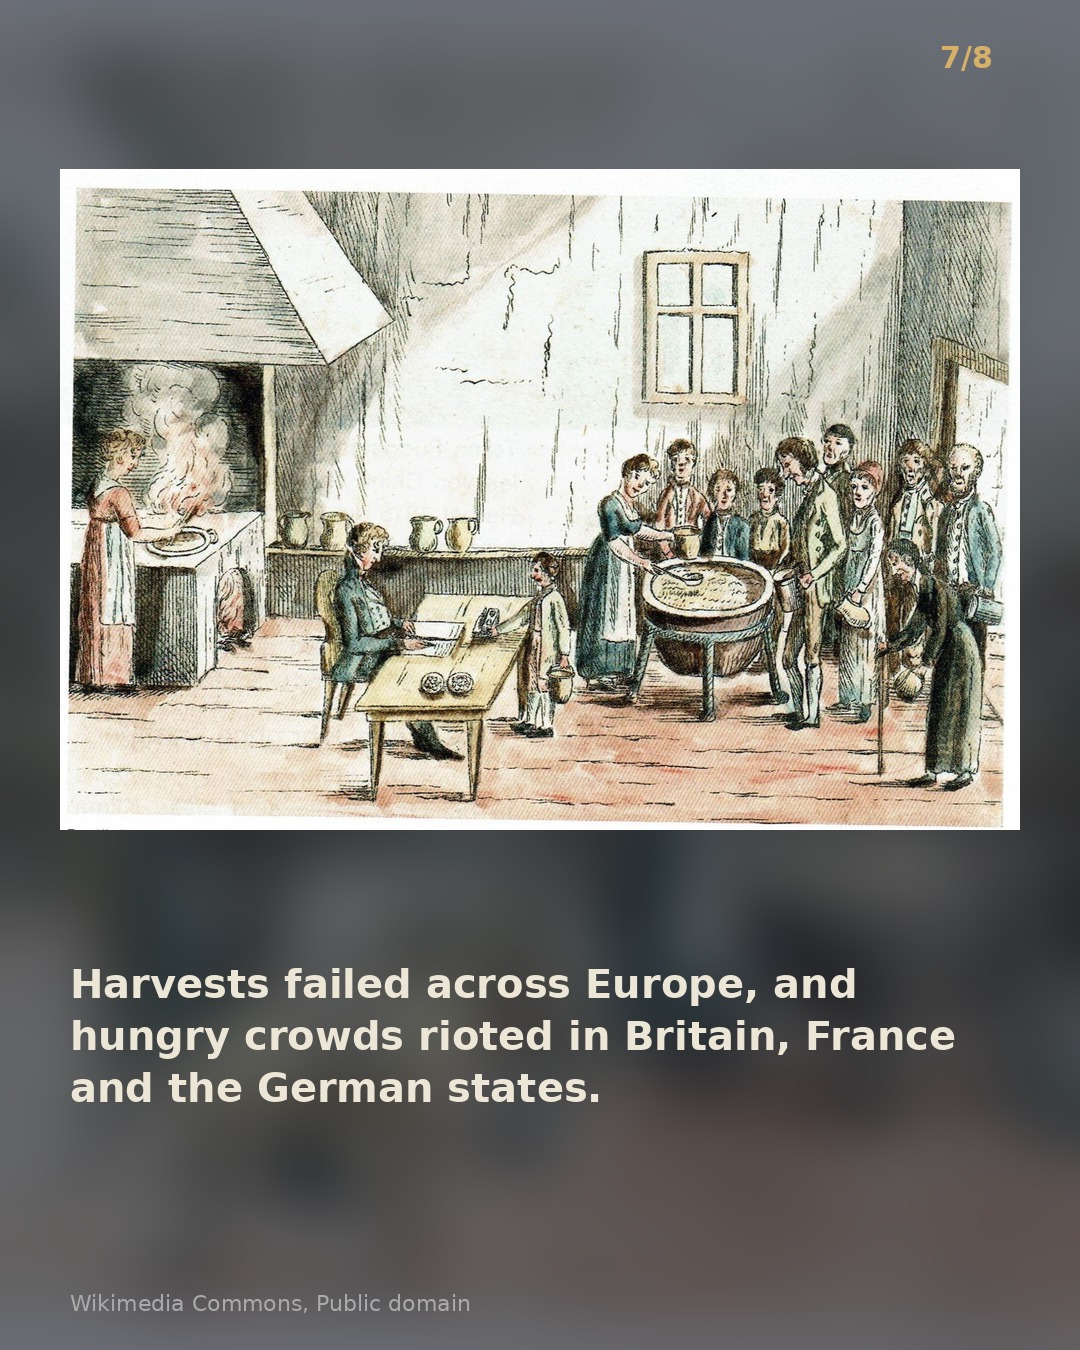 7/8
Harvests failed across Europe, and
hungry crowds rioted in Britain, France
and the German states.
Wikimedia Commons, Public domain